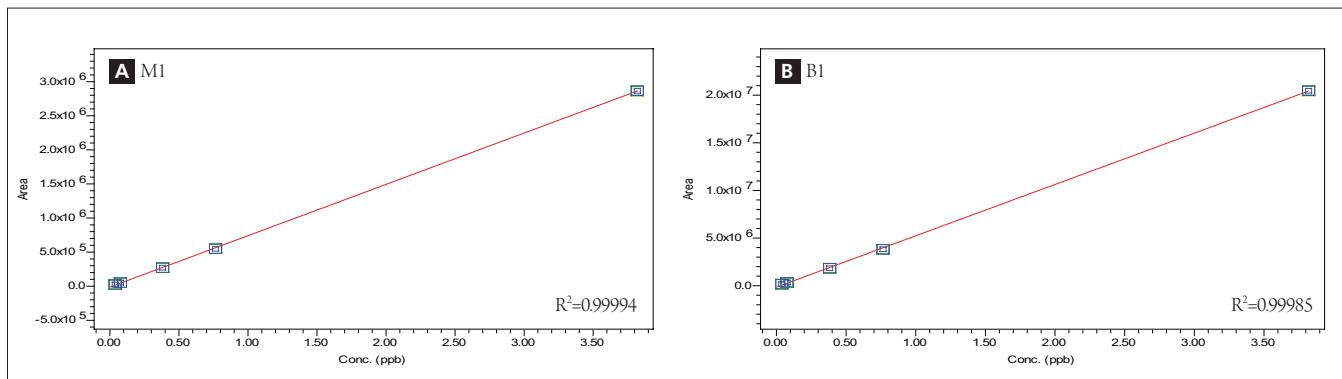 A M1
3.0x10 6
2.5x10 6
2.0x10 6
1.5x10 6
1.0x10 6
5.0x10 5
0.0
-5.0x10 5
Area
R²=0.99994
0.00 0.50 1.00 1.50 2.00 2.50 3.00 3.50
Conc. (ppb)
B B1
2.0x10 7
1.5x10 7
1.0x10 7
5.0x10 6
0.0
Area
R²=0.99985
0.00 0.50 1.00 1.50 2.00 2.50 3.00 3.50
Conc. (ppb)